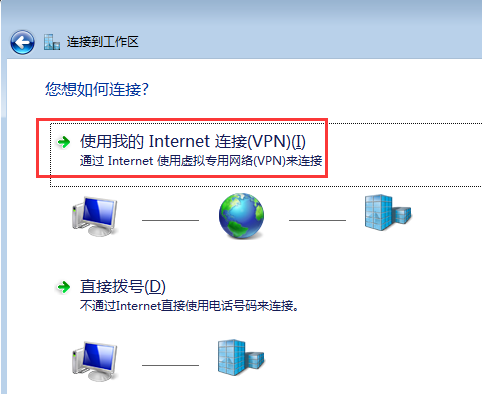 连接到工作区
您想如何连接?
使用我的 Internet 连接(VPN)(I)
通过 Internet 使用虚拟专用网络(VPN)来连接
直接拨号(D)
不通过Internet直接使用电话号码来连接。